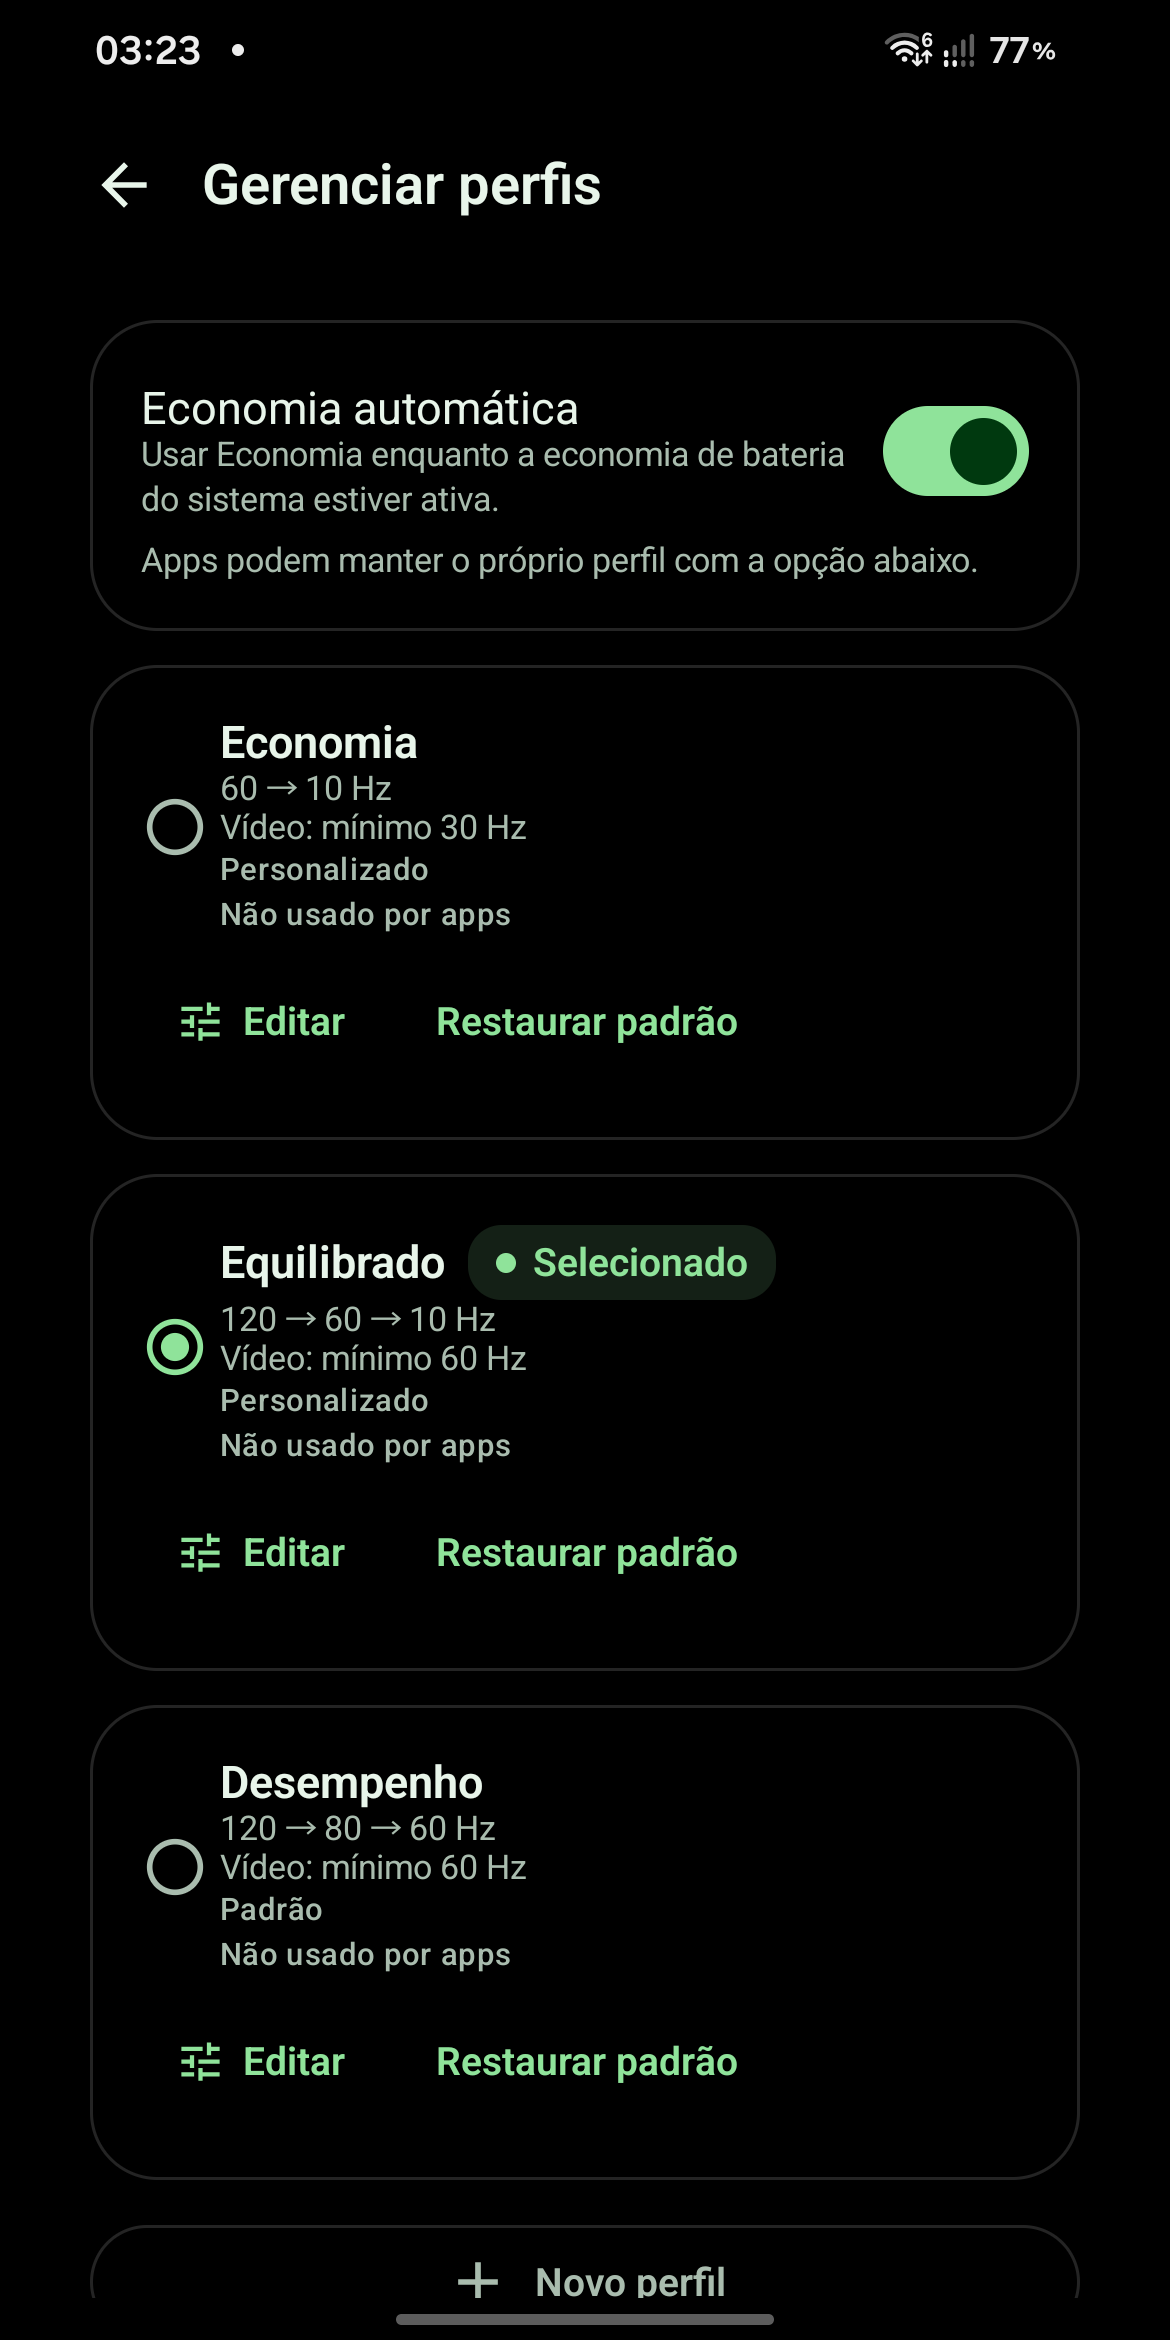 03:23
6
77%
Gerenciar perfis
Economia automática
Usar Economia enquanto a economia de bateria
do sistema estiver ativa.
Apps podem manter o próprio perfil com a opção abaixo.
Economia
60 → 10 Hz
Vídeo: mínimo 30 Hz
Personalizado
Não usado por apps
Editar
Restaurar padrão
Equilibrado
Selecionado
120 → 60 → 10 Hz
Vídeo: mínimo 60 Hz
Personalizado
Não usado por apps
Editar
Restaurar padrão
Desempenho
120 → 80 → 60 Hz
Vídeo: mínimo 60 Hz
Padrão
Não usado por apps
Editar
Restaurar padrão
Novo perfil